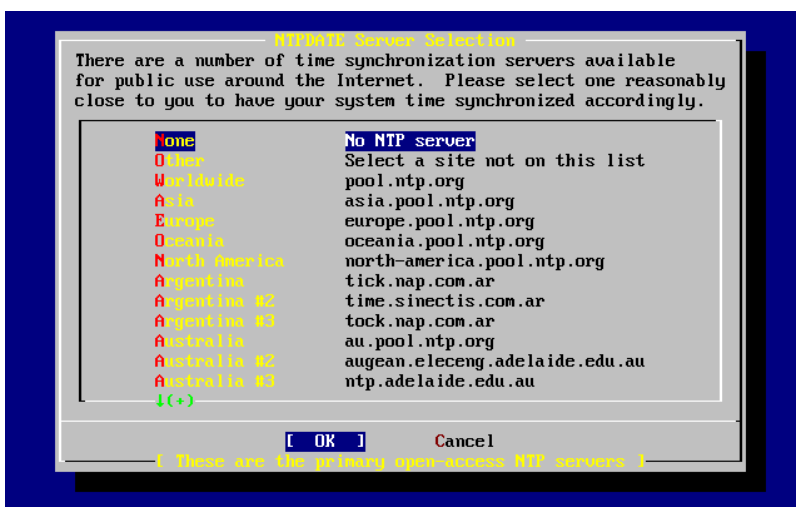 NTPDATE Server Selection
There are a number of time synchronization servers available
for public use around the Internet.  Please select one reasonably
close to you to have your system time synchronized accordingly.
None No NTP server
Other Select a site not on this list
Worldwide pool.ntp.org
Asia asia.pool.ntp.org
Europe europe.pool.ntp.org
Oceania oceania.pool.ntp.org
North America north-america.pool.ntp.org
Argentina tick.nap.com.ar
Argentina #2 time.sinectis.com.ar
Argentina #3 tock.nap.com.ar
Australia au.pool.ntp.org
Australia #2 augean.eleceng.adelaide.edu.au
Australia #3 ntp.adelaide.edu.au
↓(+)
[ OK ] Cancel
[ These are the primary open-access NTP servers ]